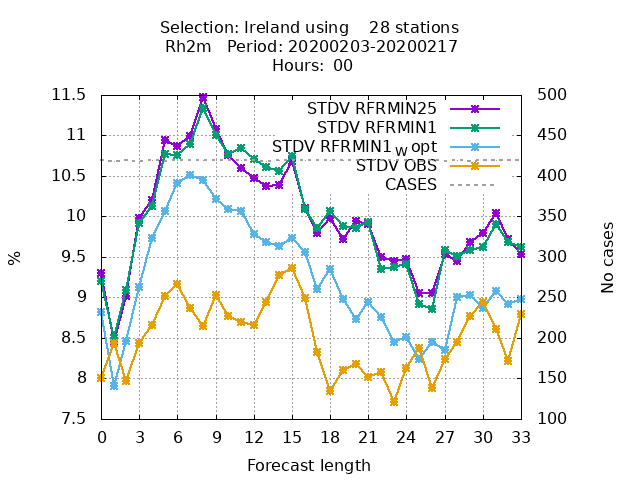 Selection: Ireland using    28 stations
Rh2m   Period: 20200203-20200217
Hours:  00
11.5
11
10.5
10
9.5
9
8.5
8
7.5
%
500
450
400
350
300
250
200
150
100
No cases
STDV RFRMIN25
STDV RFRMIN1
STDV RFRMIN1 W opt
STDV OBS
CASES
0 3 6 9 12 15 18 21 24 27 30 33
Forecast length